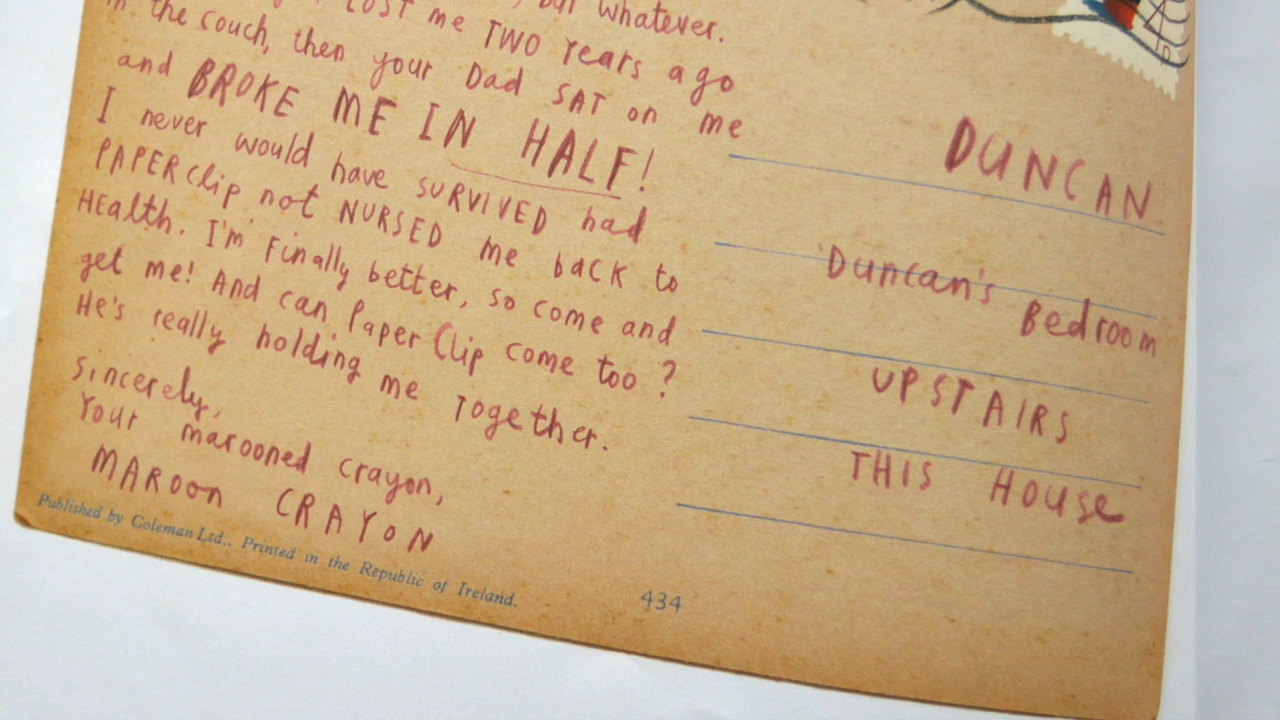 but whatever.
LOST me TWO Years ago
in the couch, then your Dad SAT on me
and BROKE ME IN HALF!
I never would have SURVIVED had
PAPERclip not NURSED me back to
Health. I'm Finally better, so come and
get me! And can Paper Clip come too?
He's really holding me Together.
Sincerely,
Your marooned crayon,
MAROON CRAYON
Published by Coleman Ltd., Printed in the Republic of Ireland.
434
DUNCAN
Duncan's Bedroom
UPSTAIRS
THIS HOUSE